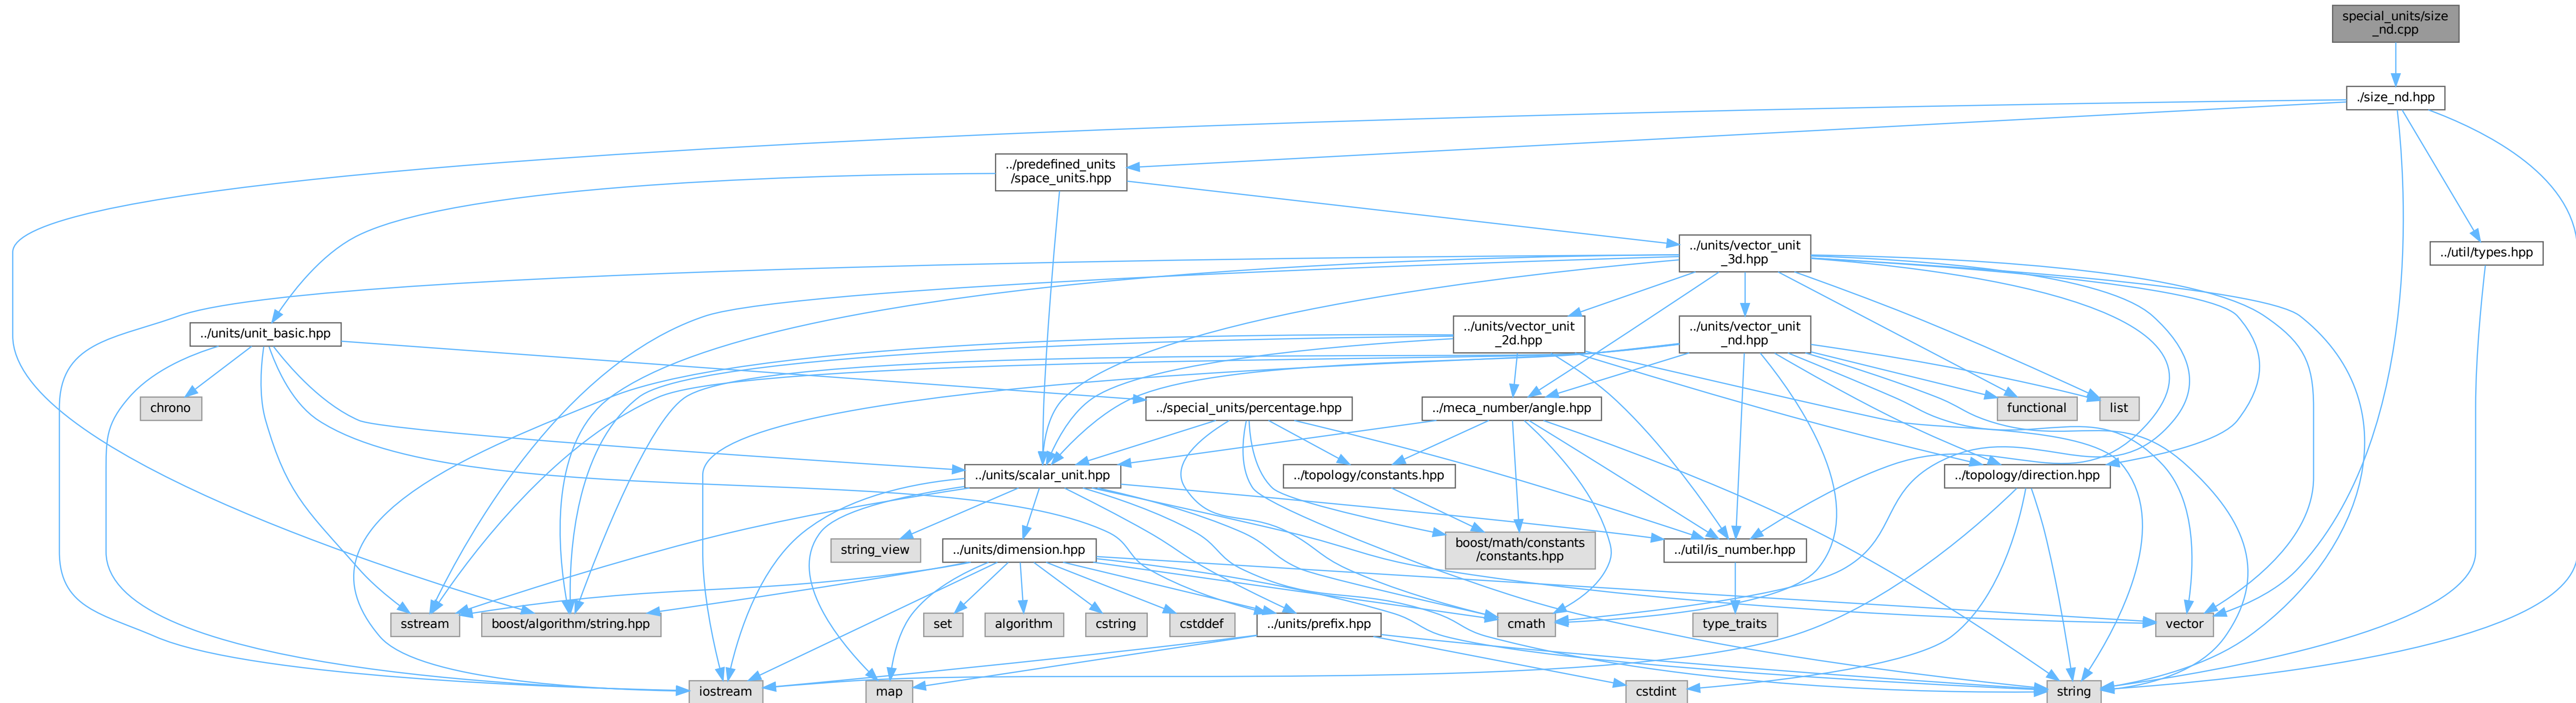 special_units/size
_nd.cpp
./size_nd.hpp
../predefined_units
/space_units.hpp
../units/vector_unit
_3d.hpp
../util/types.hpp
../units/unit_basic.hpp
../units/vector_unit
_2d.hpp
../units/vector_unit
_nd.hpp
chrono
../special_units/percentage.hpp
../meca_number/angle.hpp
functional
list
../units/scalar_unit.hpp
../topology/constants.hpp
../topology/direction.hpp
string_view
../units/dimension.hpp
boost/math/constants
/constants.hpp
../util/is_number.hpp
sstream
boost/algorithm/string.hpp
set
algorithm
cstring
cstddef
../units/prefix.hpp
cmath
type_traits
vector
iostream
map
cstdint
string